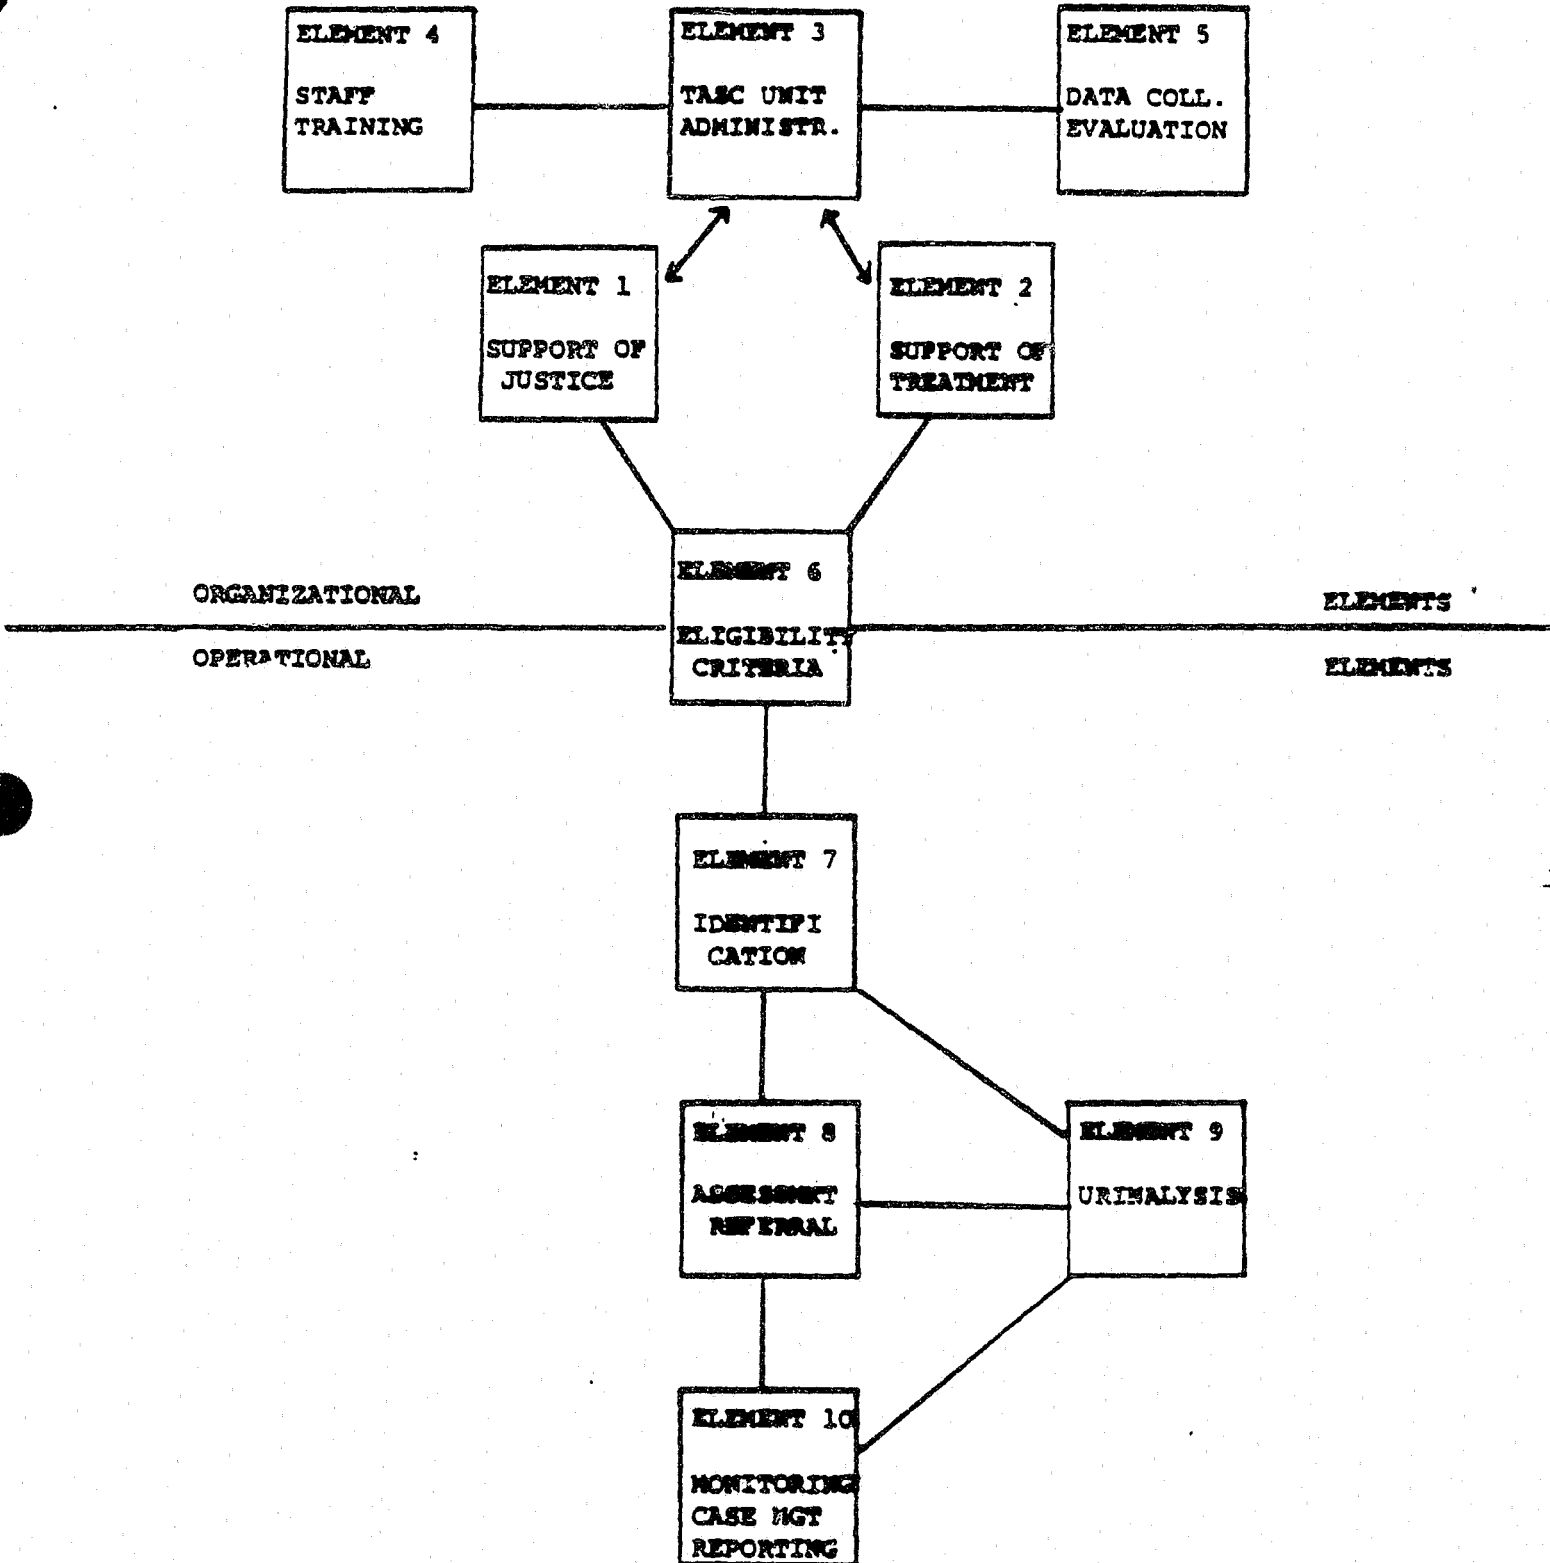 ELEMENT 4
STAFF
TRAINING
ELEMENT 3
TASC UNIT
ADMINISTR.
ELEMENT 5
DATA COLL.
EVALUATION
ELEMENT 1
SUPPORT OF
JUSTICE
ELEMENT 2
SUPPORT OF
TREATMENT
ELEMENT 6
ELIGIBILITY
CRITERIA
ORGANIZATIONAL
ELEMENTS
OPERATIONAL
ELEMENTS
ELEMENT 7
IDENTIFI
CATION
ELEMENT 8
ASSESSMNT
REFERRAL
ELEMENT 9
URINALYSIS
ELEMENT 10
MONITORING
CASE MGT
REPORTING